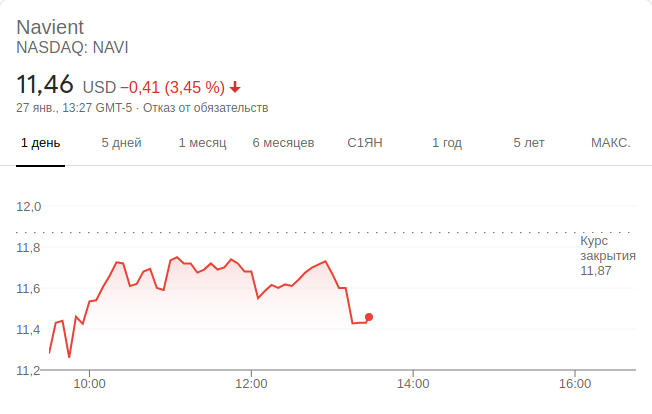 Navient
NASDAQ: NAVI
11,46 USD −0,41 (3,45 %)
27 янв., 13:27 GMT-5 · Отказ от обязательств
1 день 5 дней 1 месяц 6 месяцев С1ЯН 1 год 5 лет МАКС.
12,0
11,8
11,6
11,4
11,2
Курс
закрытия
11,87
10:00 12:00 14:00 16:00